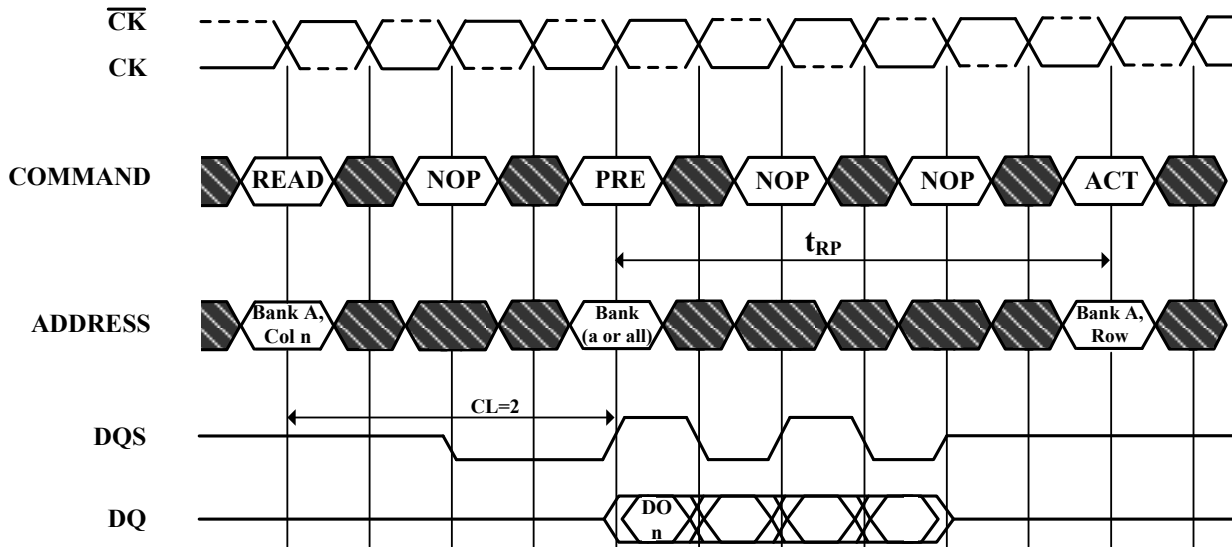 CK
CK
COMMAND
READ
NOP
PRE
NOP
NOP
ACT
tRP
ADDRESS
Bank A,
Col n
Bank
(a or all)
Bank A,
Row
CL=2
DQS
DQ
DO
n